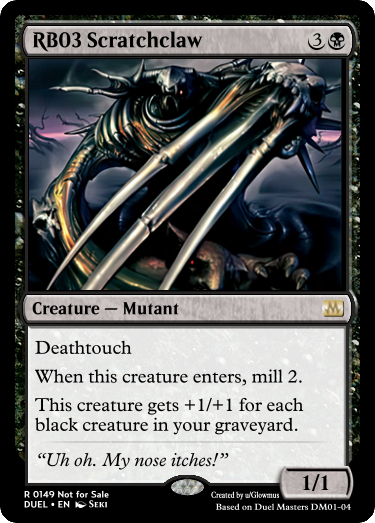 RB03 Scratchclaw 3
Creature — Mutant
Deathtouch
When this creature enters, mill 2.
This creature gets +1/+1 for each
black creature in your graveyard.
“Uh oh. My nose itches!”
1/1
R 0149 Not for Sale
DUEL • EN SEKI
Created by u/Glowmus
Based on Duel Masters DM01-04